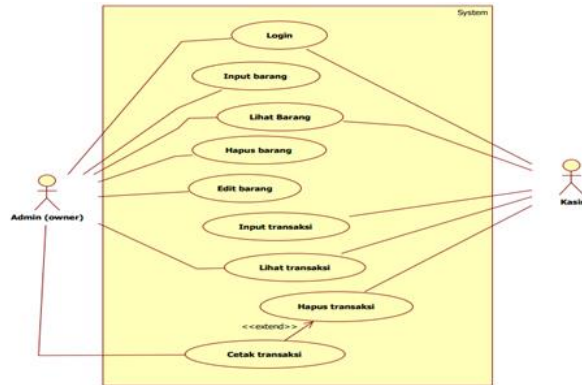 System
Login
Input barang
Lihat Barang
Hapus barang
Edit barang
Admin (owner)
Kasir
Input transaksi
Lihat transaksi
Hapus transaksi
<<extend>>
Cetak transaksi